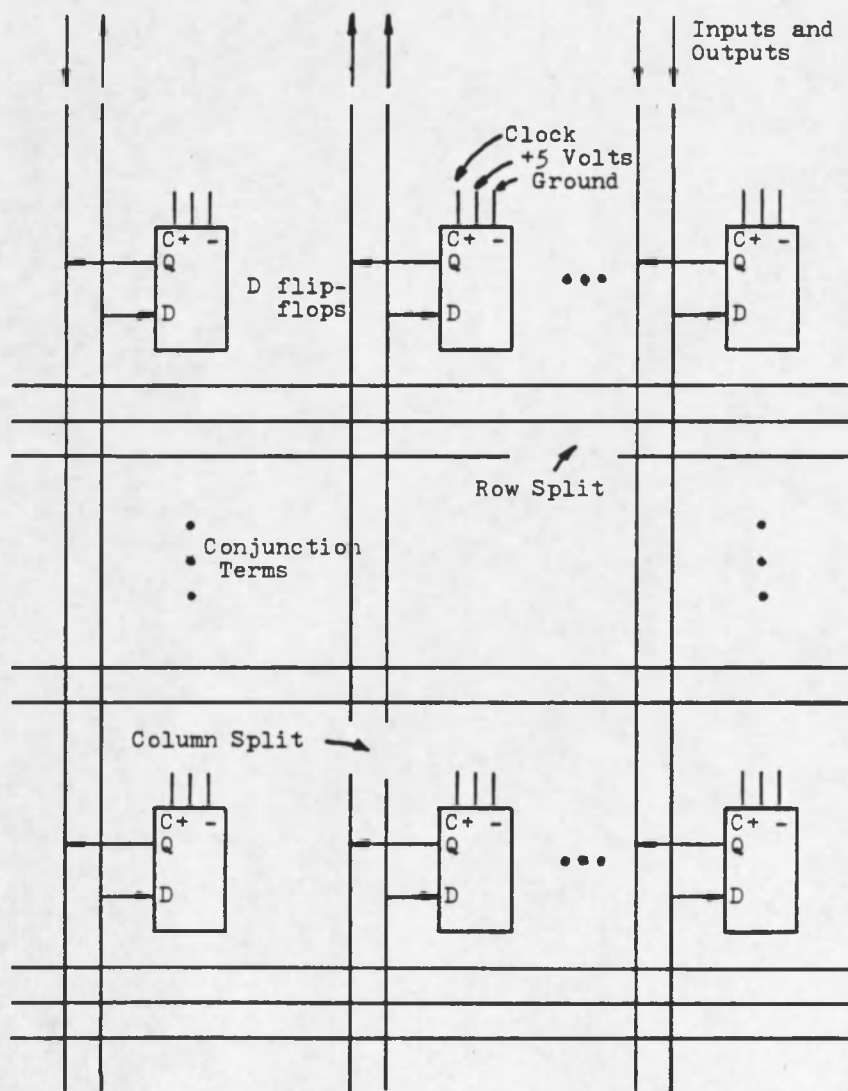 Inputs and
Outputs
Clock
+5 Volts
Ground
C+ -
Q
D
D flip-
flops
C+ -
Q
D
C+ -
Q
D
Row Split
Conjunction
Terms
Column Split
C+ -
Q
D
C+ -
Q
D
C+ -
Q
D